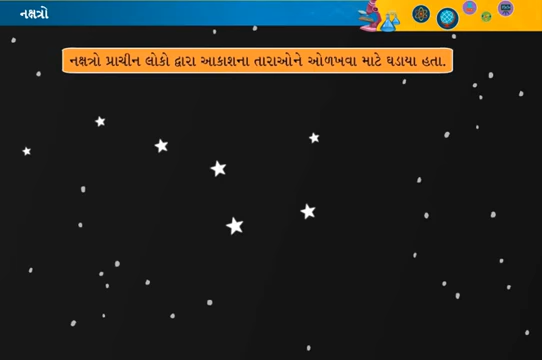 નક્ષત્રો
નક્ષત્રો પ્રાચીન લોકો દ્વારા આકાશના તારાઓને ઓળખવા માટે ઘડાયા હતા.